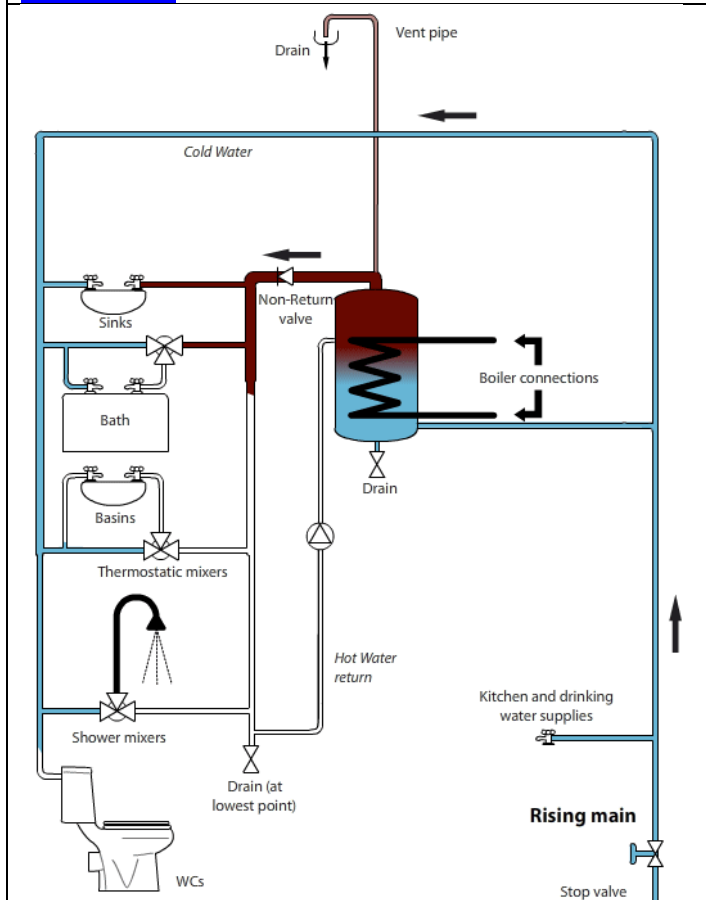 Vent pipe
Drain
Cold Water
Non-Return
valve
Sinks
Boiler connections
Bath
Drain
Basins
Thermostatic mixers
Hot Water
return
Kitchen and drinking
water supplies
Shower mixers
Drain (at
lowest point)
Rising main
WCs
Stop valve